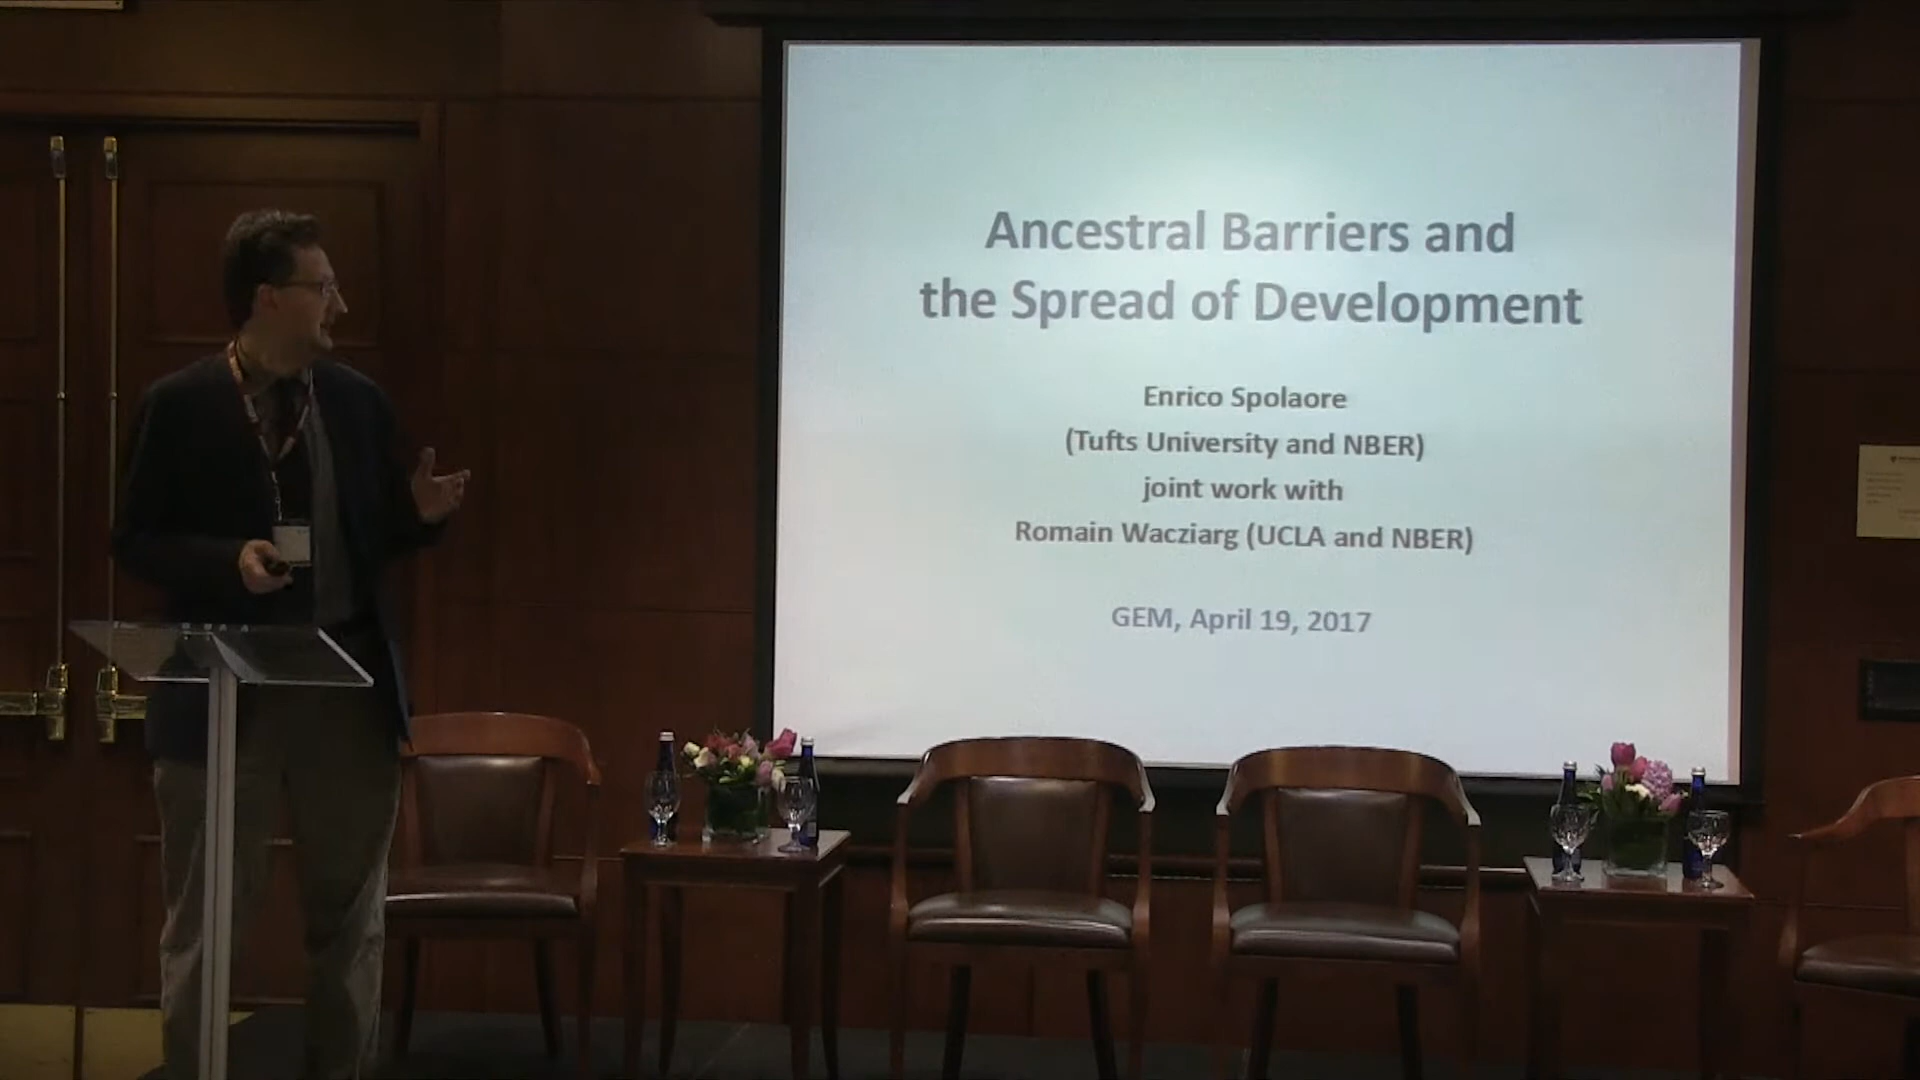 Ancestral Barriers and
the Spread of Development
Enrico Spolaore
(Tufts University and NBER)
joint work with
Romain Wacziarg (UCLA and NBER)
GEM, April 19, 2017